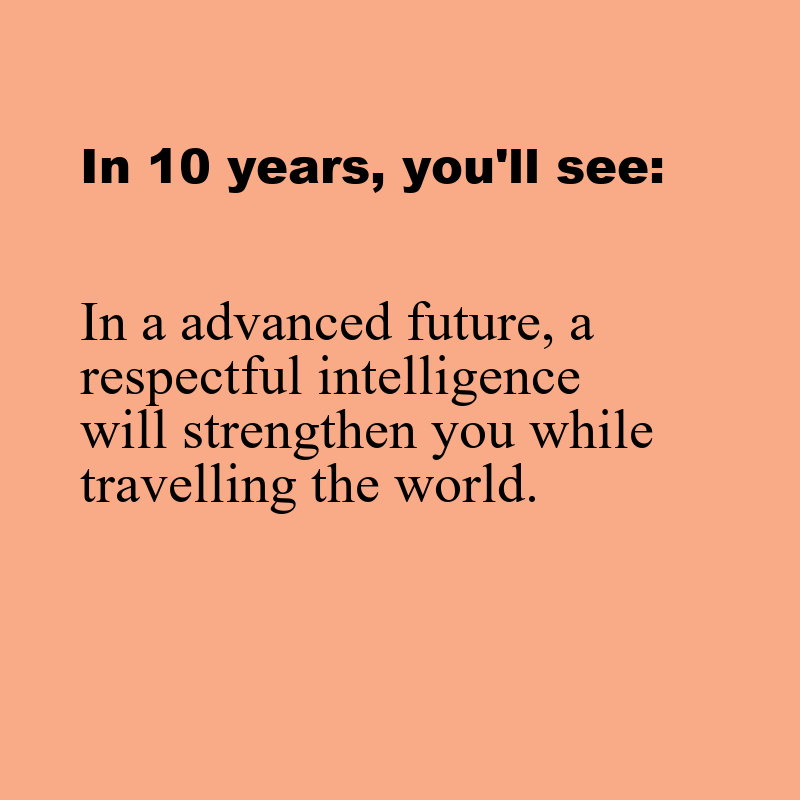 In 10 years, you'll see:
In a advanced future, a
respectful intelligence
will strengthen you while
travelling the world.